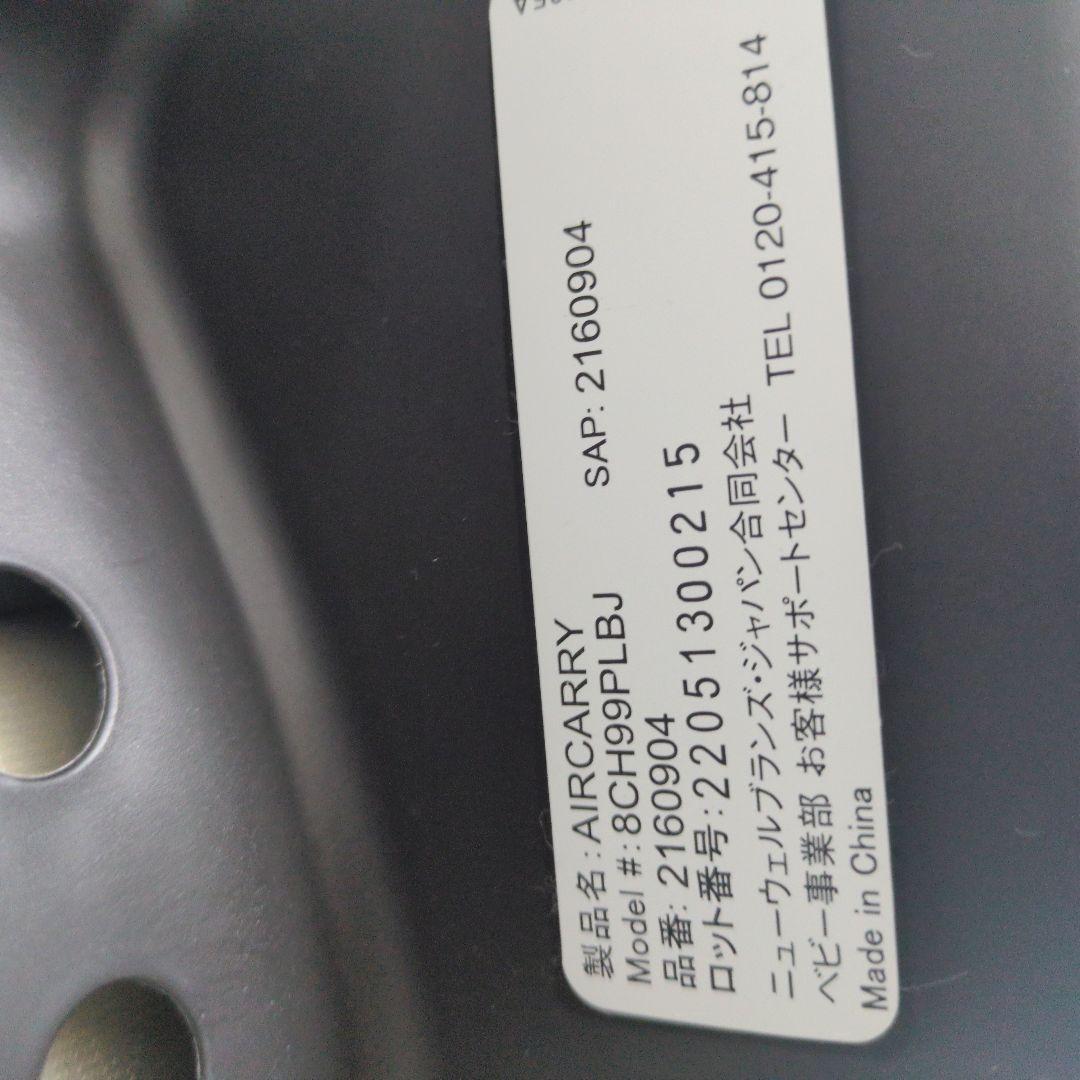 製品名: AIRCARRY
Model #: 8CH99PLBJ SAP: 2160904
品番: 2160904
ロット番号: 22051300215
ニューウェルブランズ・ジャパン合同会社
ベビー事業部 お客様サポートセンター TEL 0120-415-814
Made in China